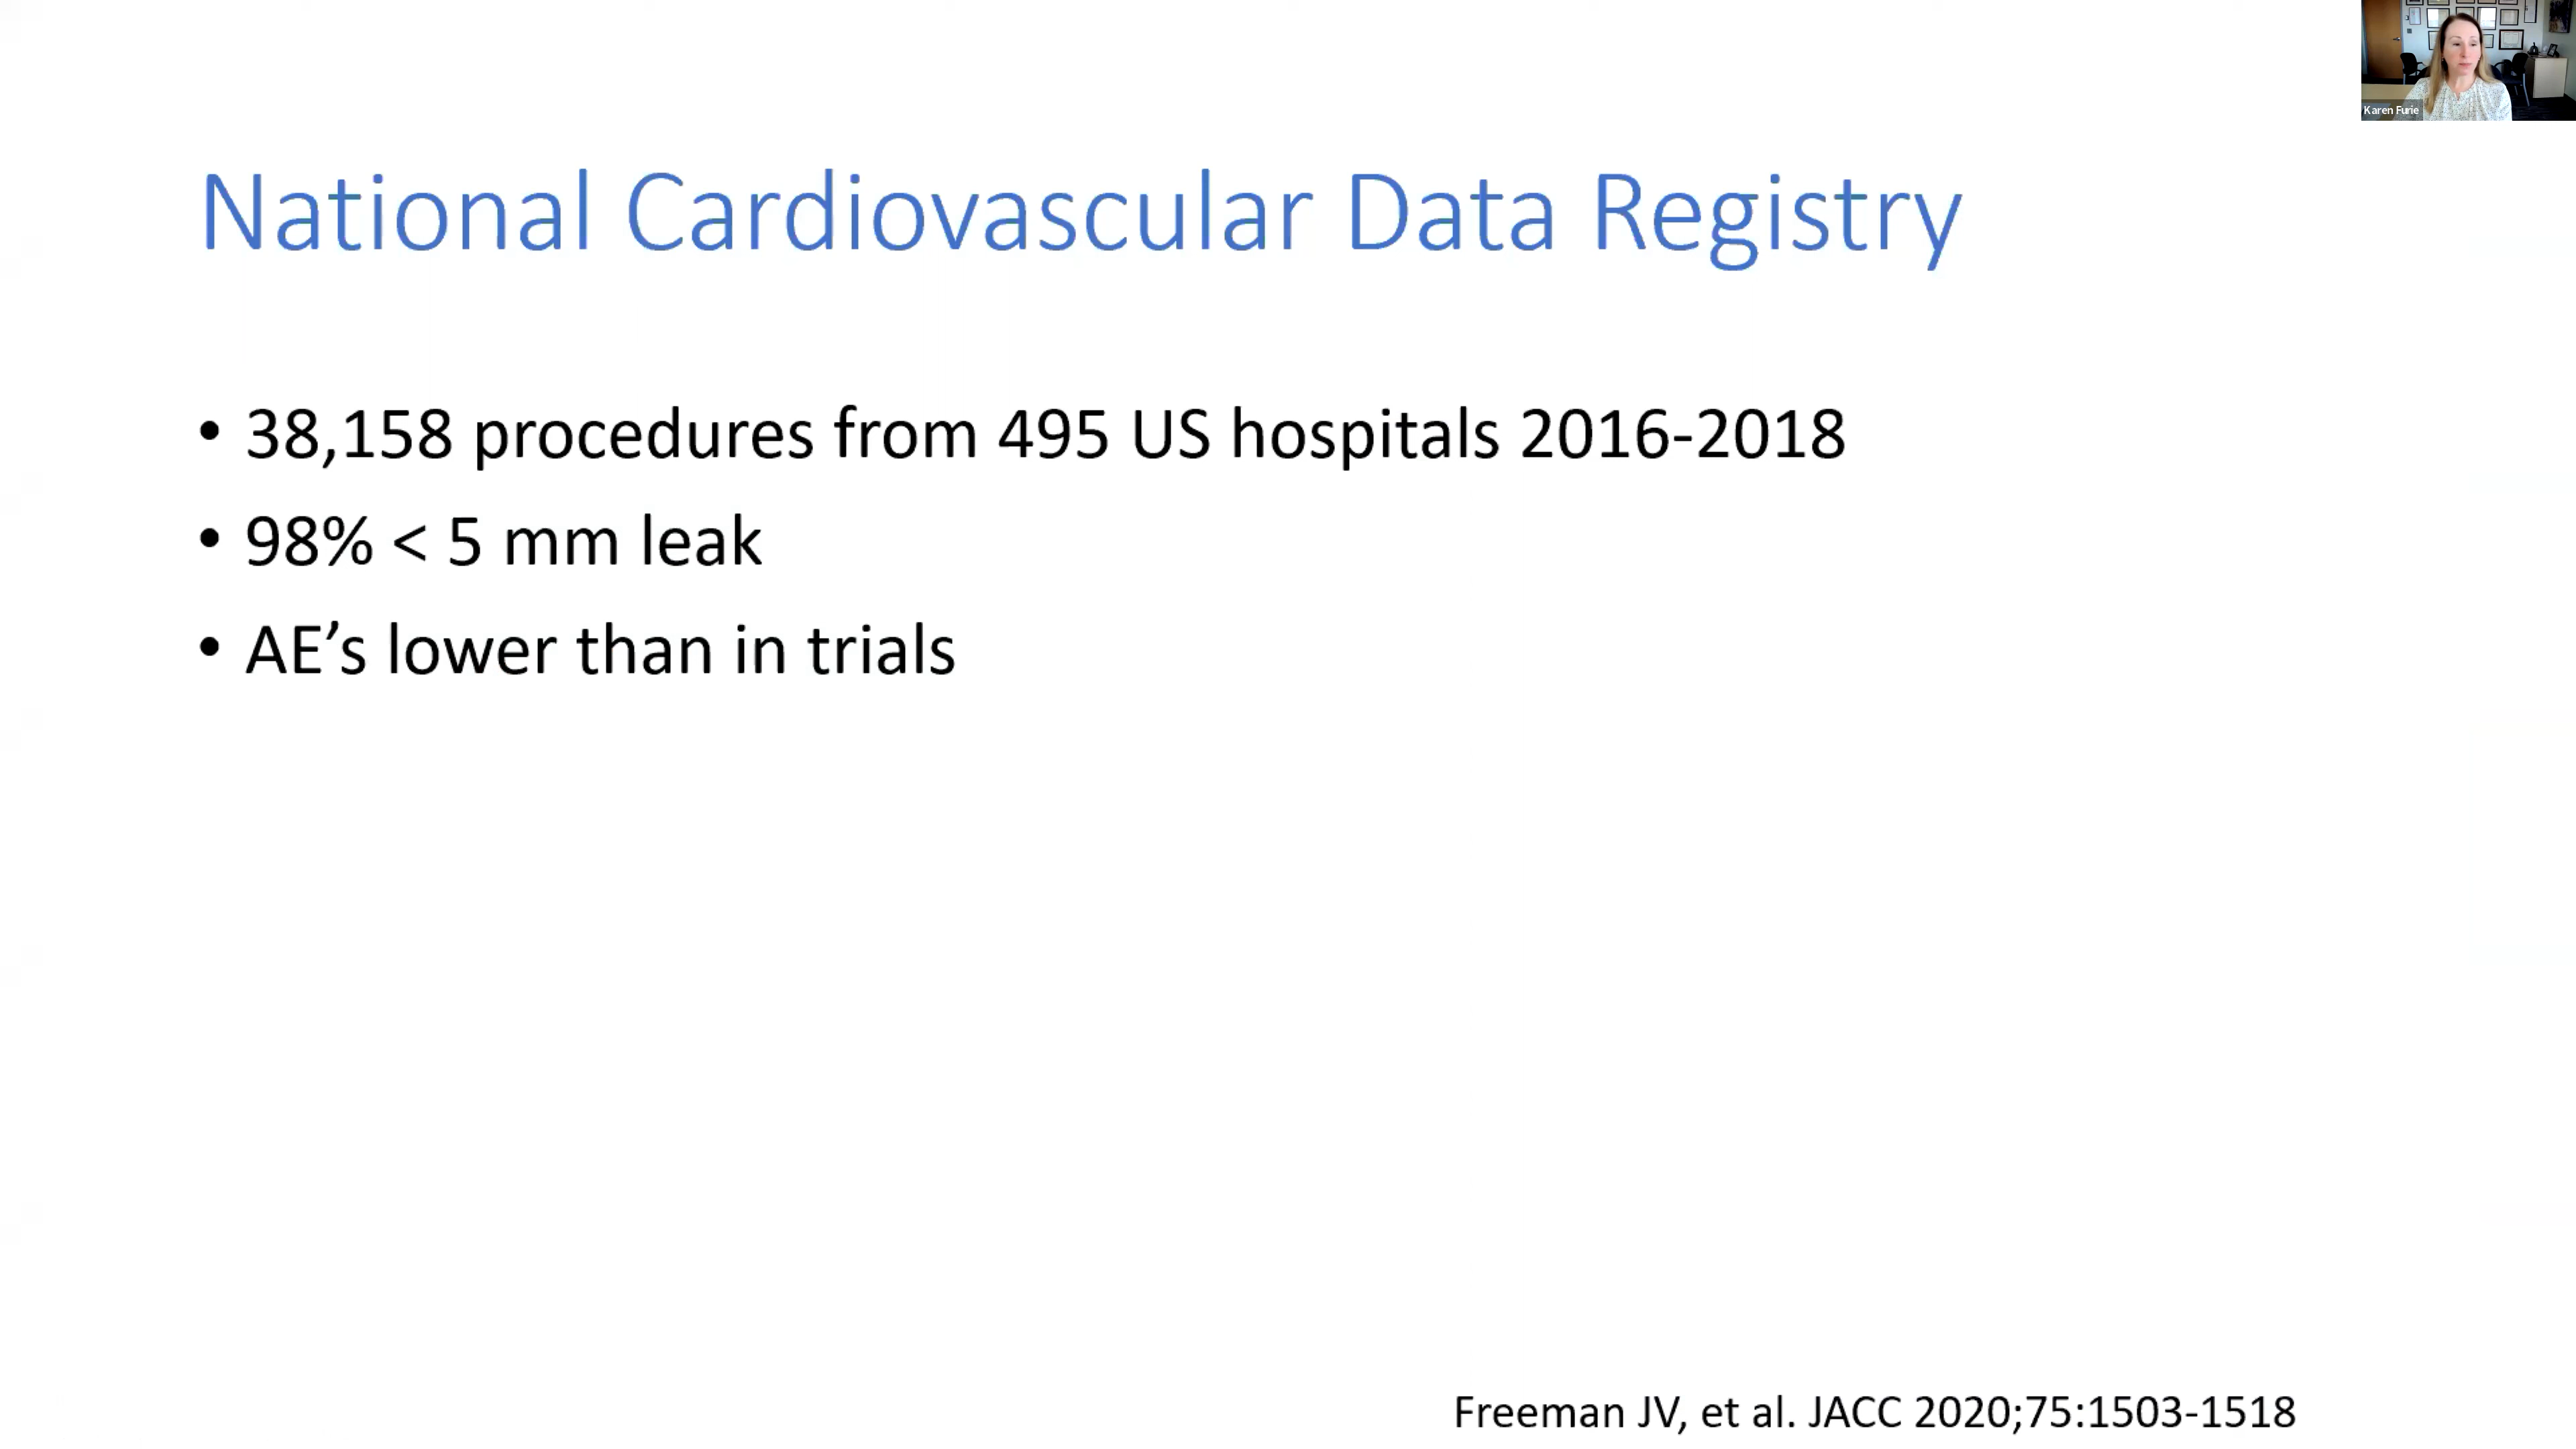 Karen Furie
National Cardiovascular Data Registry
• 38,158 procedures from 495 US hospitals 2016-2018
• 98% < 5 mm leak
• AE’s lower than in trials
Freeman JV, et al. JACC 2020;75:1503-1518